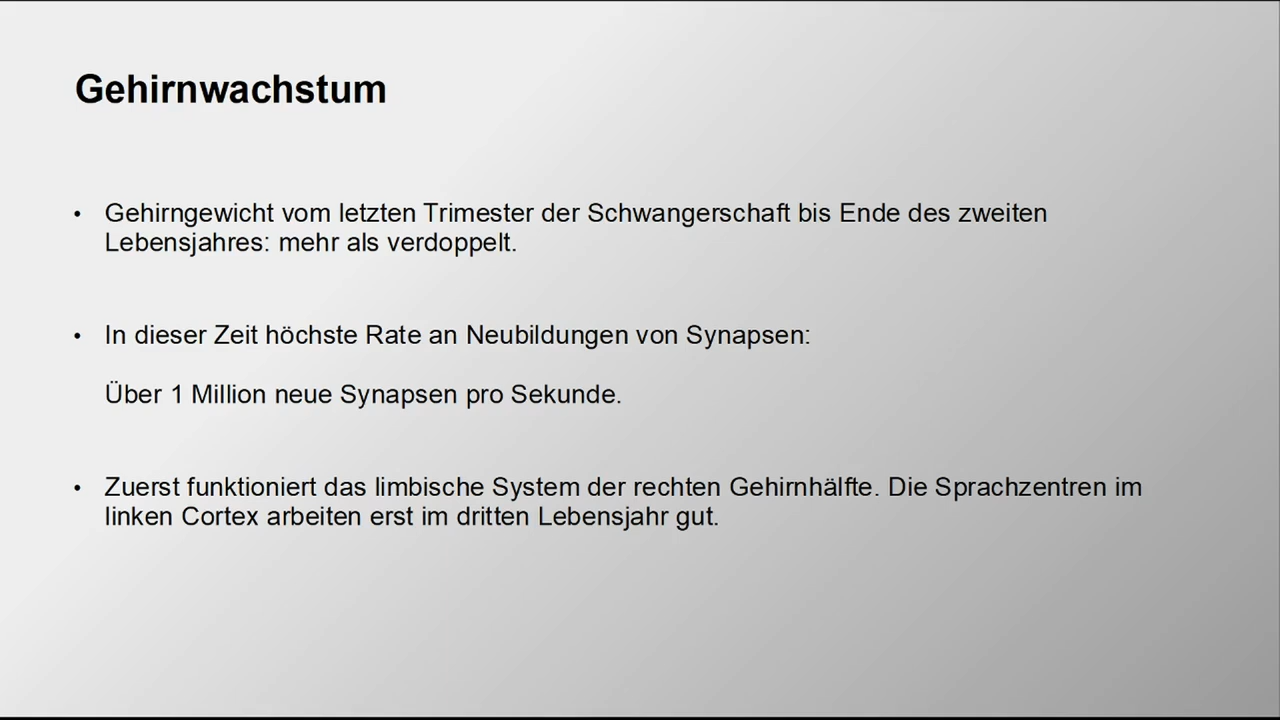 Gehirnwachstum
• Gehirngewicht vom letzten Trimester der Schwangerschaft bis Ende des zweiten
Lebensjahres: mehr als verdoppelt.
• In dieser Zeit höchste Rate an Neubildungen von Synapsen:
Über 1 Million neue Synapsen pro Sekunde.
• Zuerst funktioniert das limbische System der rechten Gehirnhälfte. Die Sprachzentren im
linken Cortex arbeiten erst im dritten Lebensjahr gut.